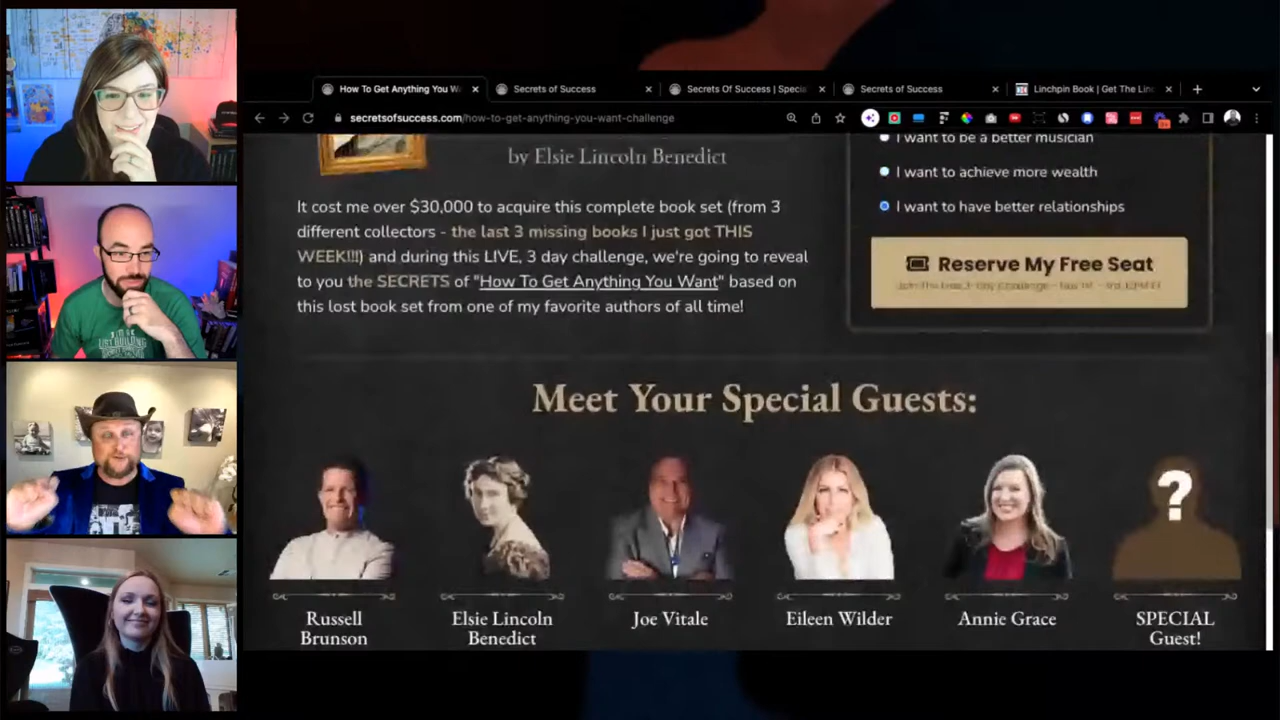 How To Get Anything You W
Secrets of Success
Secrets Of Success | Specia
Secrets of Success
Linchpin Book | Get The Linc
secretsofsuccess.com/how-to-get-anything-you-want-challenge
by Elsie Lincoln Benedict
It cost me over $30,000 to acquire this complete book set (from 3
different collectors - the last 3 missing books I just got THIS
WEEK!!!) and during this LIVE, 3 day challenge, we're going to reveal
to you the SECRETS of "How To Get Anything You Want" based on
this lost book set from one of my favorite authors of all time!
I want to be a better musician
I want to achieve more wealth
I want to have better relationships
Reserve My Free Seat
Meet Your Special Guests:
Russell
Brunson
Elsie Lincoln
Benedict
Joe Vitale
Eileen Wilder
Annie Grace
?
SPECIAL
Guest!
LIST BUILDING